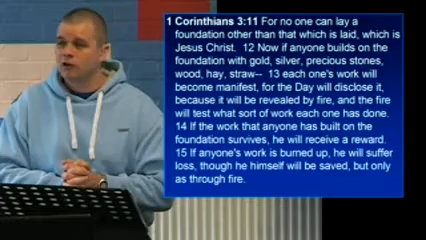 1 Corinthians 3:11 For no one can lay a
foundation other than that which is laid, which is
Jesus Christ.  12 Now if anyone builds on the
foundation with gold, silver, precious stones,
wood, hay, straw--  13 each one's work will
become manifest, for the Day will disclose it,
because it will be revealed by fire, and the fire
will test what sort of work each one has done.
14 If the work that anyone has built on the
foundation survives, he will receive a reward.
15 If anyone's work is burned up, he will suffer
loss, though he himself will be saved, but only
as through fire.